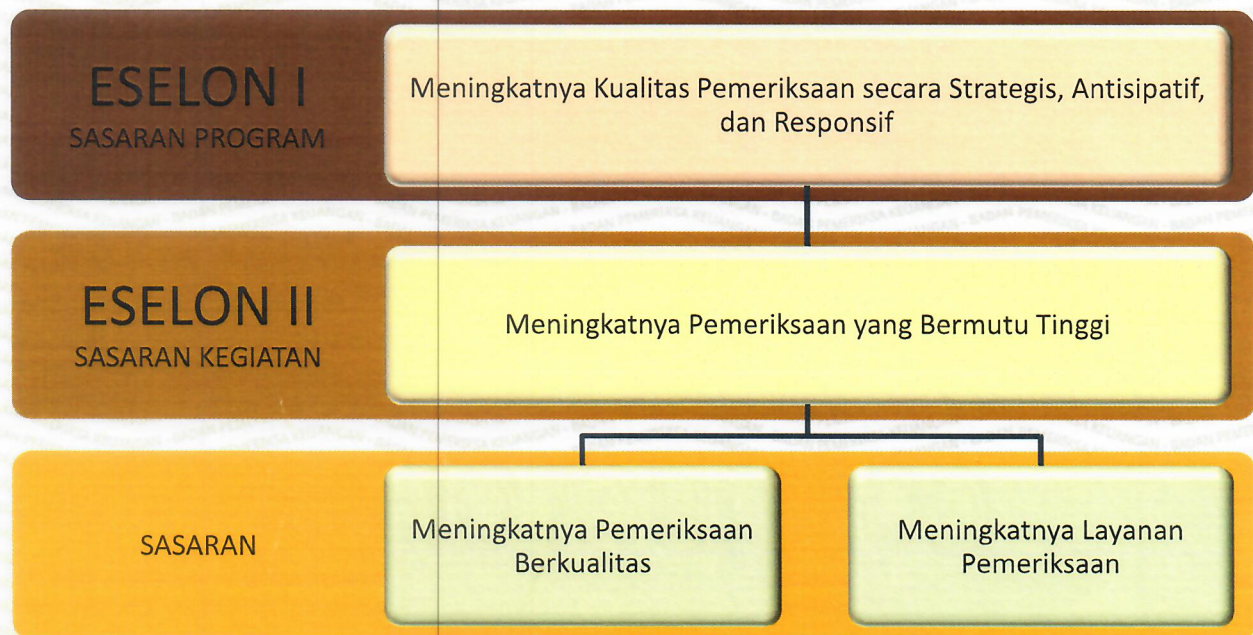 ESELON I
SASARAN PROGRAM
Meningkatnya Kualitas Pemeriksaan secara Strategis, Antisipatif,
dan Responsif
ESELON II
SASARAN KEGIATAN
Meningkatnya Pemeriksaan yang Bermutu Tinggi
SASARAN
Meningkatnya Pemeriksaan
Berkualitas
Meningkatnya Layanan
Pemeriksaan